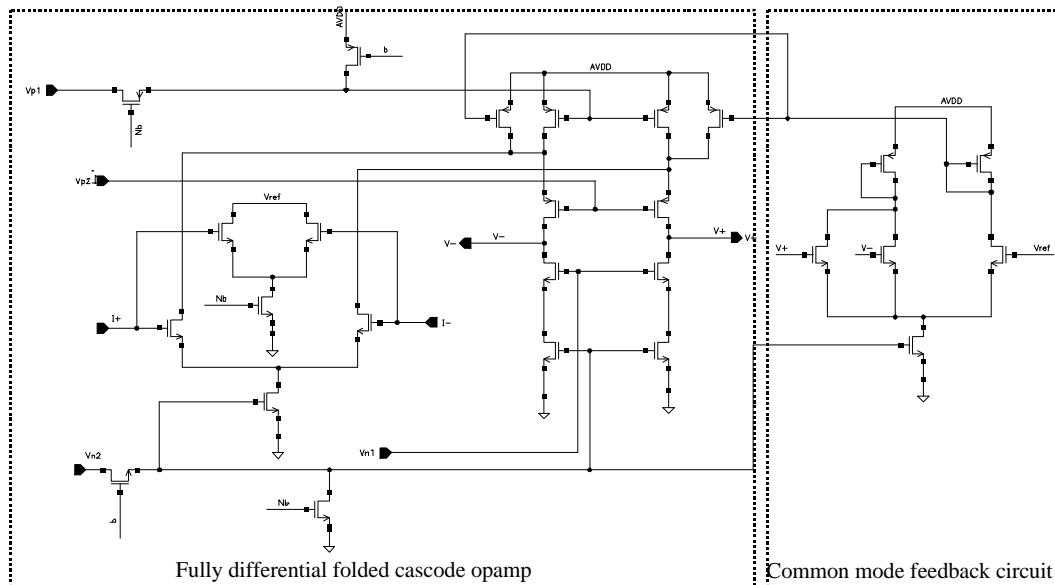 AVDD
b
Vp1
Nb
AVDD
AVDD
Vp2
Vref
V-
V-
V+
V+
V+
V-
Vref
Nb
I+
I-
Vn1
Vn2
b
Nb
Fully differential folded cascode opamp
Common mode feedback circuit